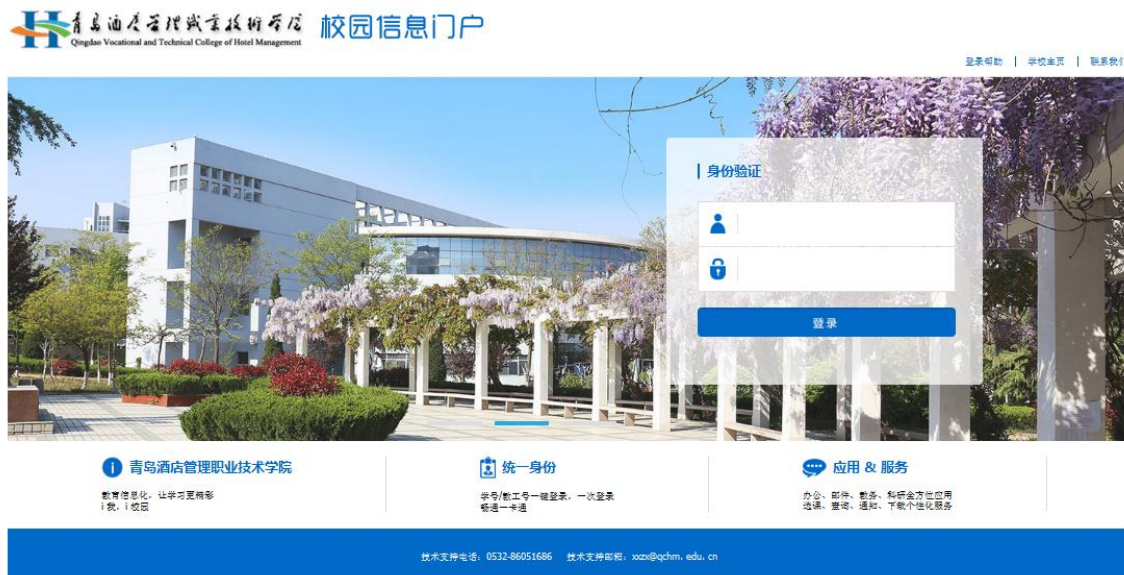 青岛酒店管理职业技术学院 校园信息门户
Qingdao Vocational and Technical College of Hotel Management
登录帮助 | 学校主页 | 联系我们
身份验证
登录
青岛酒店管理职业技术学院
教育信息化，让学习更精彩
i 我，i 校园
统一身份
学号/教工号一键登录，一次登录
畅通一卡通
应用 & 服务
办公、邮件、教务、科研全方位应用
选课、查询、通知、下载个性化服务
技术支持电话：0532-86051686 技术支持邮箱：xxzx@qchm.edu.cn